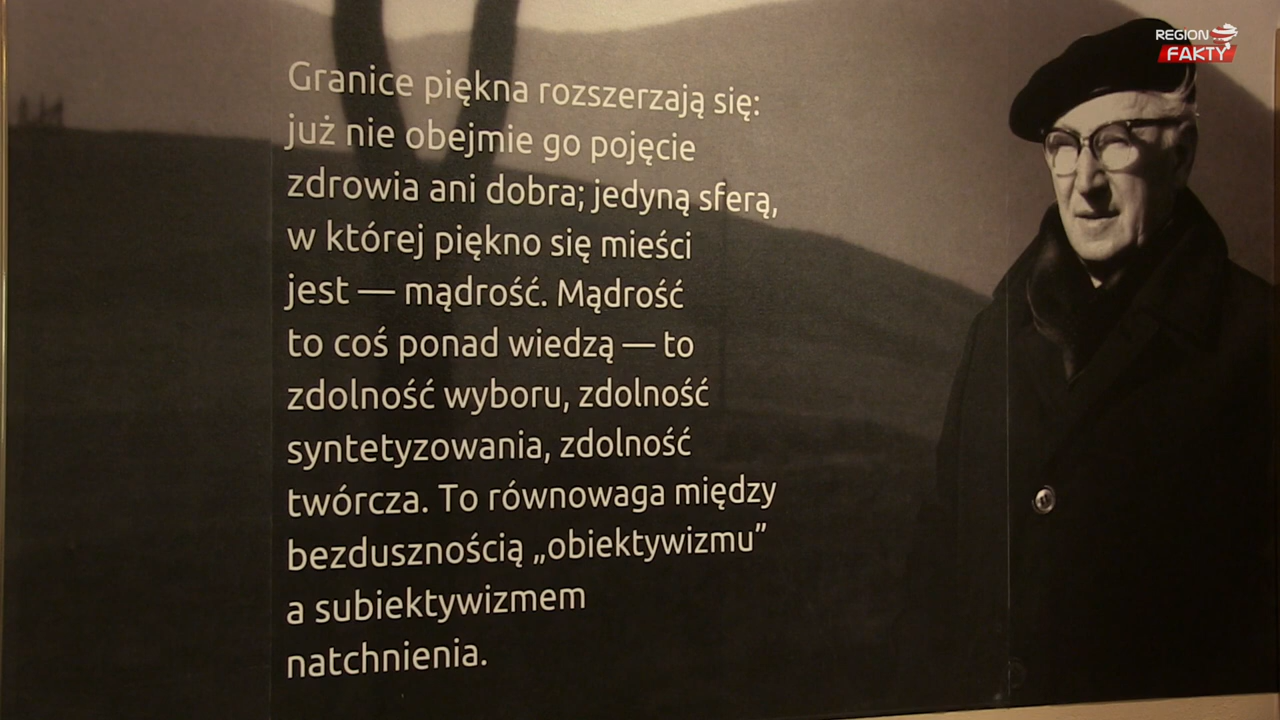 Granice piękna rozszerzają się:
już nie obejmie go pojęcie
zdrowia ani dobra; jedyną sferą,
w której piękno się mieści
jest — mądrość. Mądrość
to coś ponad wiedzą — to
zdolność wyboru, zdolność
syntetyzowania, zdolność
twórcza. To równowaga między
bezdusznością „obiektywizmu”
a subiektywizmem
natchnienia.
REGION
FAKTY